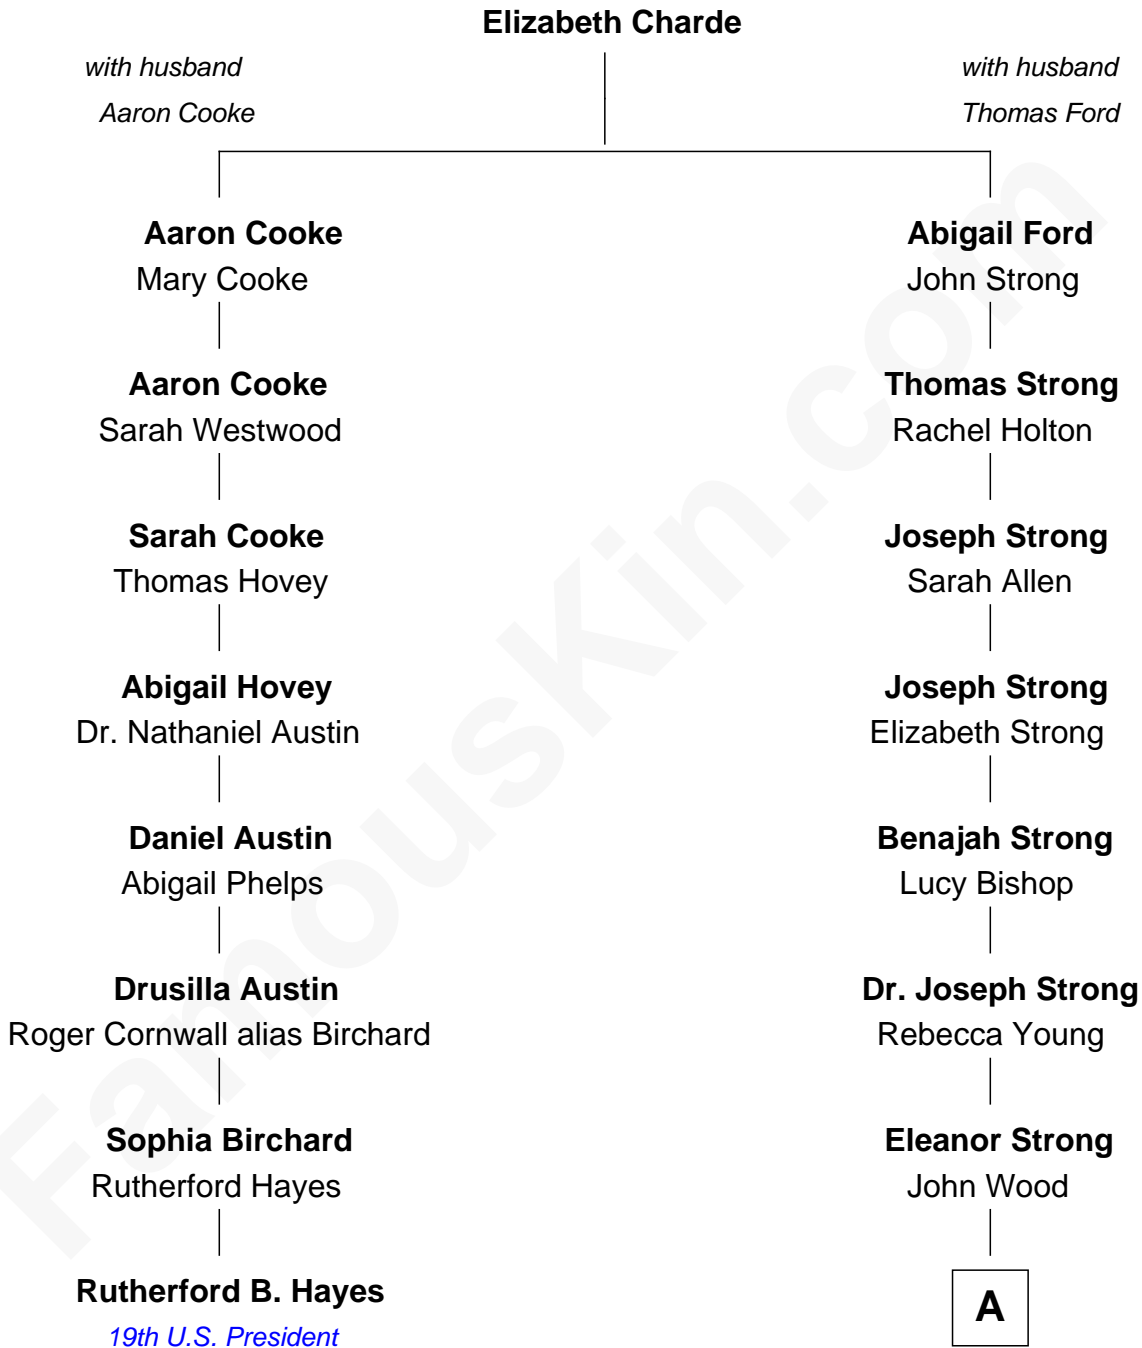 Elizabeth Charde
with husband
Aaron Cooke
with husband
Thomas Ford
Aaron Cooke
Mary Cooke
Abigail Ford
John Strong
Aaron Cooke
Sarah Westwood
Thomas Strong
Rachel Holton
Sarah Cooke
Thomas Hovey
Joseph Strong
Sarah Allen
Abigail Hovey
Dr. Nathaniel Austin
Joseph Strong
Elizabeth Strong
Daniel Austin
Abigail Phelps
Benajah Strong
Lucy Bishop
Drusilla Austin
Roger Cornwall alias Birchard
Dr. Joseph Strong
Rebecca Young
Sophia Birchard
Rutherford Hayes
Eleanor Strong
John Wood
Rutherford B. Hayes
19th U.S. President
A
FamousKin.com